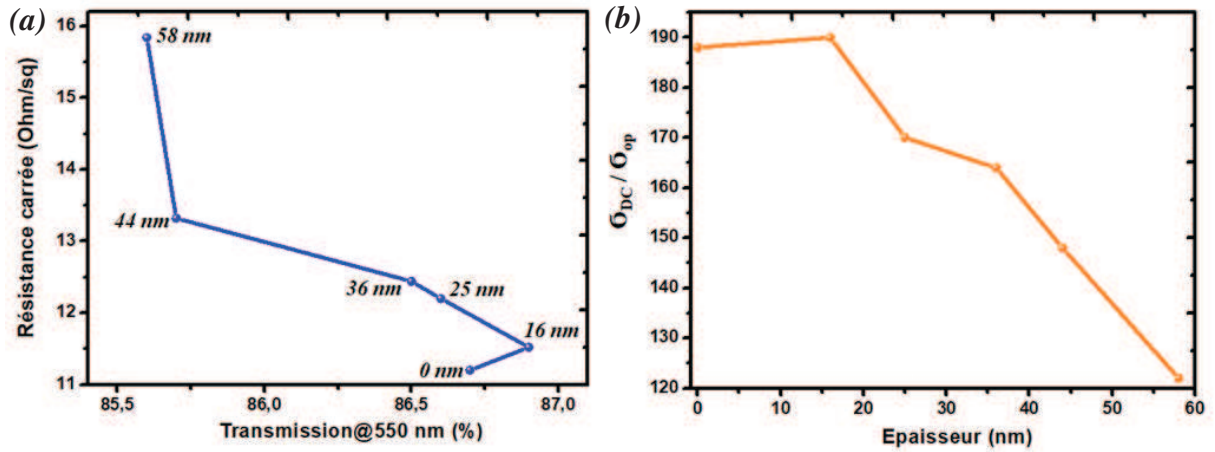 (a)
Résistance carrée (Ohm/sq)
16
15
14
13
12
11
58 nm
44 nm
36 nm
25 nm
16 nm
0 nm
85,5 86,0 86,5 87,0
Transmission@550 nm (%)
(b)
σDC / σop
190
180
170
160
150
140
130
120
0 10 20 30 40 50 60
Epaisseur (nm)